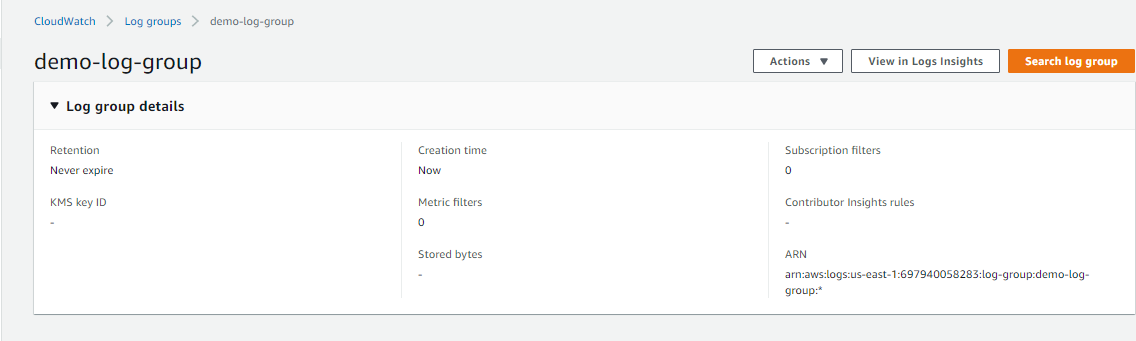 CloudWatch > Log groups > demo-log-group
demo-log-group
Actions ▼ View in Logs Insights Search log group
▼ Log group details
Retention
Never expire
KMS key ID
-
Creation time
Now
Metric filters
0
Stored bytes
-
Subscription filters
0
Contributor Insights rules
-
ARN
arn:aws:logs:us-east-1:697940058283:log-group:demo-log-
group:*